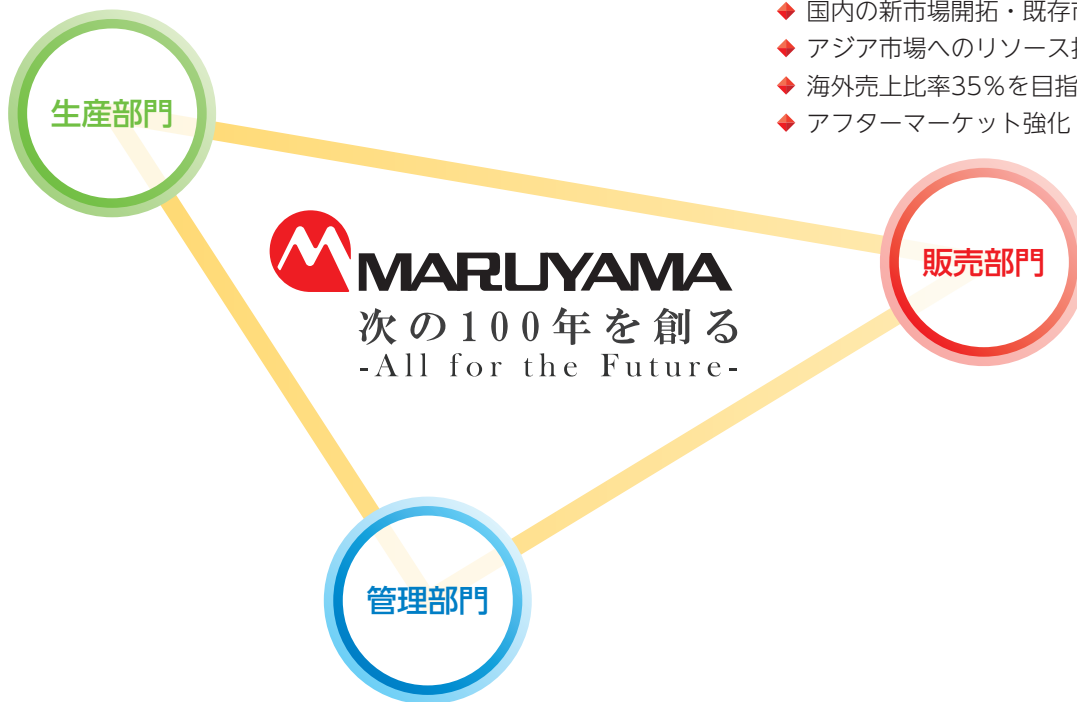 国内の新市場開拓・既存
アジア市場へのリソース
海外売上比率35%を目指
アフターマーケット強化
生産部門
販売部門
MARUYAMA
次の100年を創る
-All for the Future-
管理部門